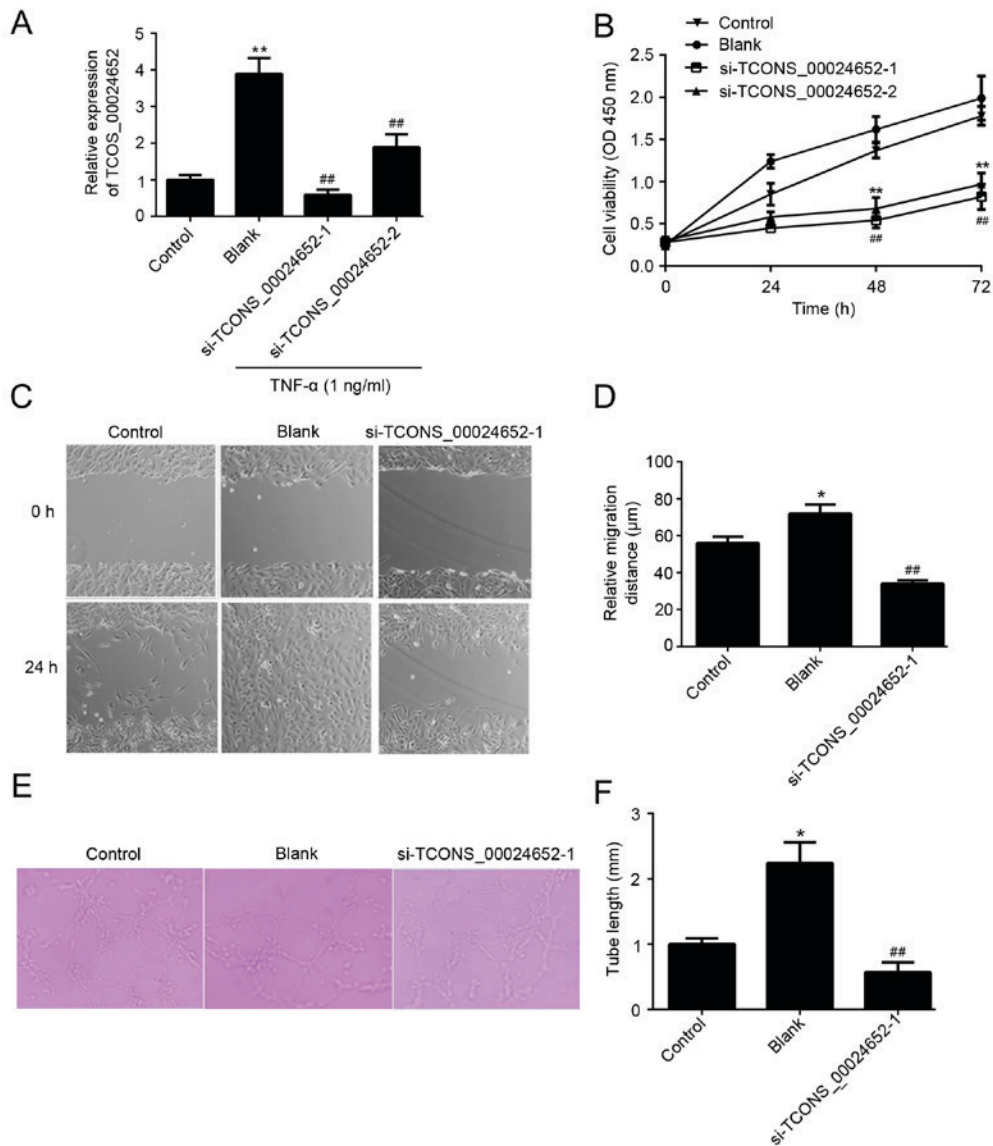 A
Relative expression
of TCOS_00024652
5
4
3
2
1
0
**
##
##
Control
Blank
si-TCONS_00024652-1
si-TCONS_00024652-2
TNF-α (1 ng/ml)
B
Control
Blank
si-TCONS_00024652-1
si-TCONS_00024652-2
Cell viability (OD 450 nm)
2.5
2.0
1.5
1.0
0.5
0.0
**
##
**
##
0
24
48
72
Time (h)
C
Control
Blank
si-TCONS_00024652-1
0 h
24 h
D
Relative migration
distance (µm)
100
80
60
40
20
0
*
##
Control
Blank
si-TCONS_00024652-1
E
Control
Blank
si-TCONS_00024652-1
F
Tube length (mm)
3
2
1
0
*
##
Control
Blank
si-TCONS_00024652-1